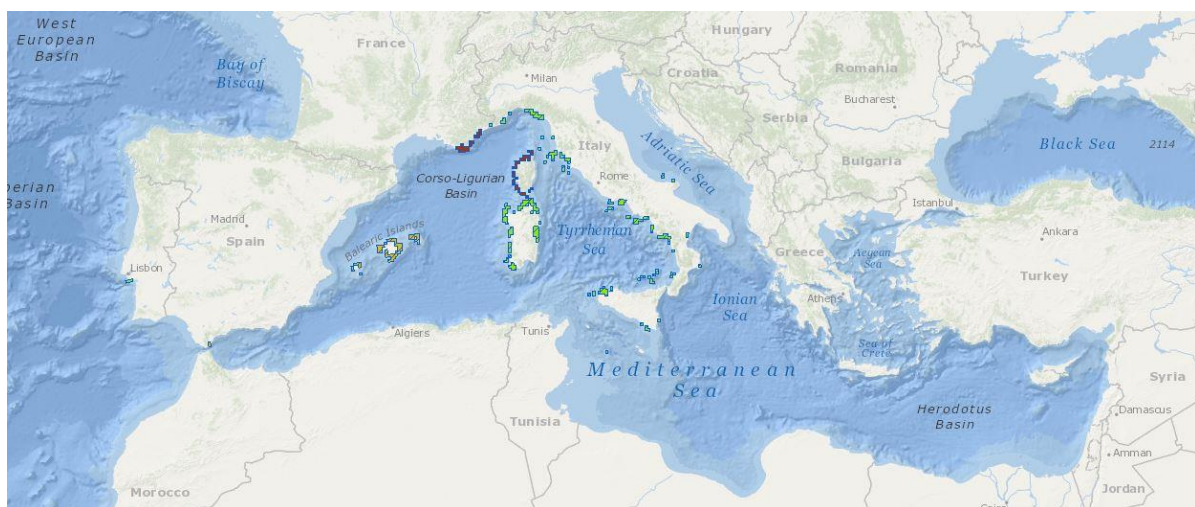 West
European
Basin
France
Hungary
Bay of
Biscay
Milan
Croatia
Romania
Bucharest
Serbia
Italy
Adriatic Sea
Black Sea
2114
Corso-Ligurian
Basin
Bulgaria
Rome
Istanbul
Basin
Madrid
Spain
Balearic Islands
Tyrrhenian
Sea
Ankara
Greece
Aegean
Sea
Turkey
Lisbon
Ionian
Sea
Athens
Algiers
Tunis
Sea of
Crete
Mediterranean
Sea
Syria
Herodotus
Basin
Damascus
Tunisia
Amman
Morocco
Jordan